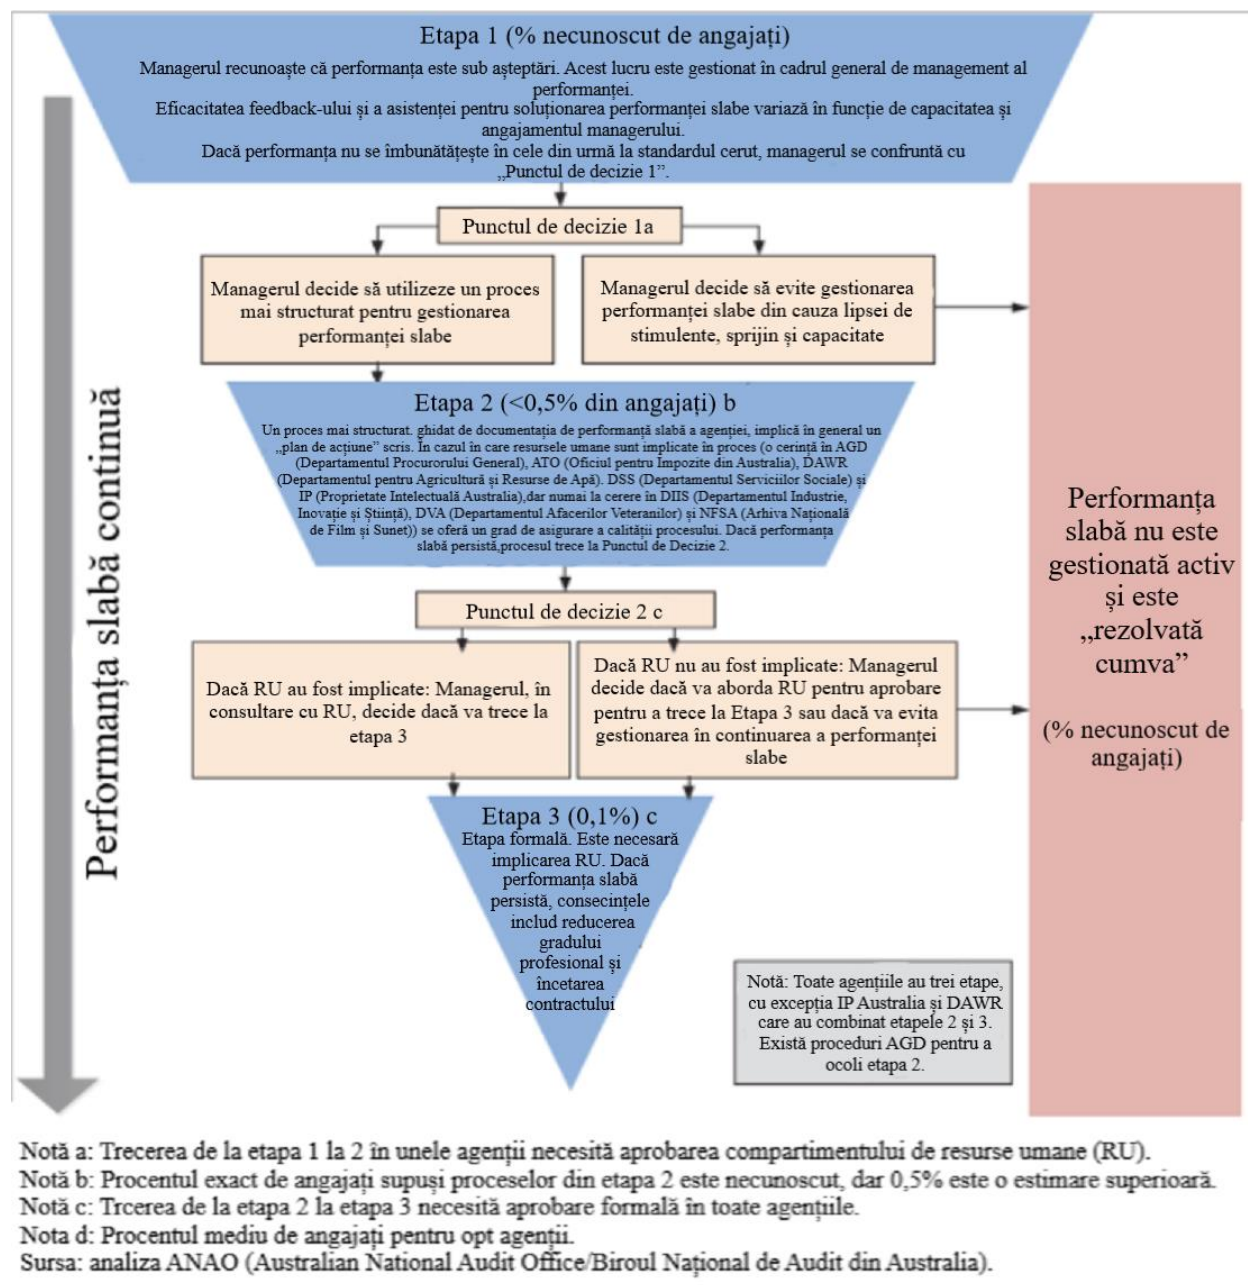 Etapa 1 (% necunoscut de angajați)
Managerul recunoaște că performanța este sub așteptări. Acest lucru este gestionat în cadrul general de management al
performanței.
Eficacitatea feedback-ului și a asistenței pentru soluționarea performanței slabe variază în funcție de capacitatea și
angajamentul managerului.
Dacă performanța nu se îmbunătățește în cele din urmă la standardul cerut, managerul se confruntă cu
„Punctul de decizie 1”.
Punctul de decizie 1a
Managerul decide să utilizeze un proces
mai structurat pentru gestionarea
performanței slabe
Managerul decide să evite gestionarea
performanței slabe din cauza lipsei de
stimulente, sprijin și capacitate
Etapa 2 (<0,5% din angajați) b
Un proces mai structurat. ghidat de documentația de performanță slabă a agenției, implică în general un
„plan de acțiune” scris. În cazul în care resursele umane sunt implicate în proces (o cerință în AGD
(Departamentul Procurorului General), ATO (Oficiul pentru Impozite din Australia), DAWR
(Departamentul pentru Agricultură și Resurse de Apă). DSS (Departamentul Serviciilor Sociale) și
IP (Proprietate Intelectuală Australia),dar numai la cerere în DIIS (Departamentul Industrie,
Inovație și Știință), DVA (Departamentul Afacerilor Veteranilor) și NFSA (Arhiva Națională
de Film și Sunet)) se oferă un grad de asigurare a calității procesului. Dacă performanța
slabă persistă,procesul trece la Punctul de Decizie 2.
Punctul de decizie 2 c
Dacă RU au fost implicate: Managerul, în
consultare cu RU, decide dacă va trece la
etapa 3
Dacă RU nu au fost implicate: Managerul
decide dacă va aborda RU pentru aprobare
pentru a trece la Etapa 3 sau dacă va evita
gestionarea în continuarea a performanței
slabe
Etapa 3 (0,1%) c
Etapa formală. Este necesară
implicarea RU. Dacă
performanța slabă
persistă, consecințele
includ reducerea
gradului
profesional și
încetarea
contractului
Performanța slabă continuă
Performanța
slabă nu este
gestionată activ
și este
„rezolvată
cumva”
(% necunoscut de
angajați)
Notă: Toate agențiile au trei etape,
cu excepția IP Australia și DAWR
care au combinat etapele 2 și 3.
Există proceduri AGD pentru a
ocoli etapa 2.
Notă a: Trecerea de la etapa 1 la 2 în unele agenții necesită aprobarea compartimentului de resurse umane (RU).
Notă b: Procentul exact de angajați supuși proceselor din etapa 2 este necunoscut, dar 0,5% este o estimare superioară.
Notă c: Trcerea de la etapa 2 la etapa 3 necesită aprobare formală în toate agențiile.
Nota d: Procentul mediu de angajați pentru opt agenții.
Sursa: analiza ANAO (Australian National Audit Office/Biroul Național de Audit din Australia).